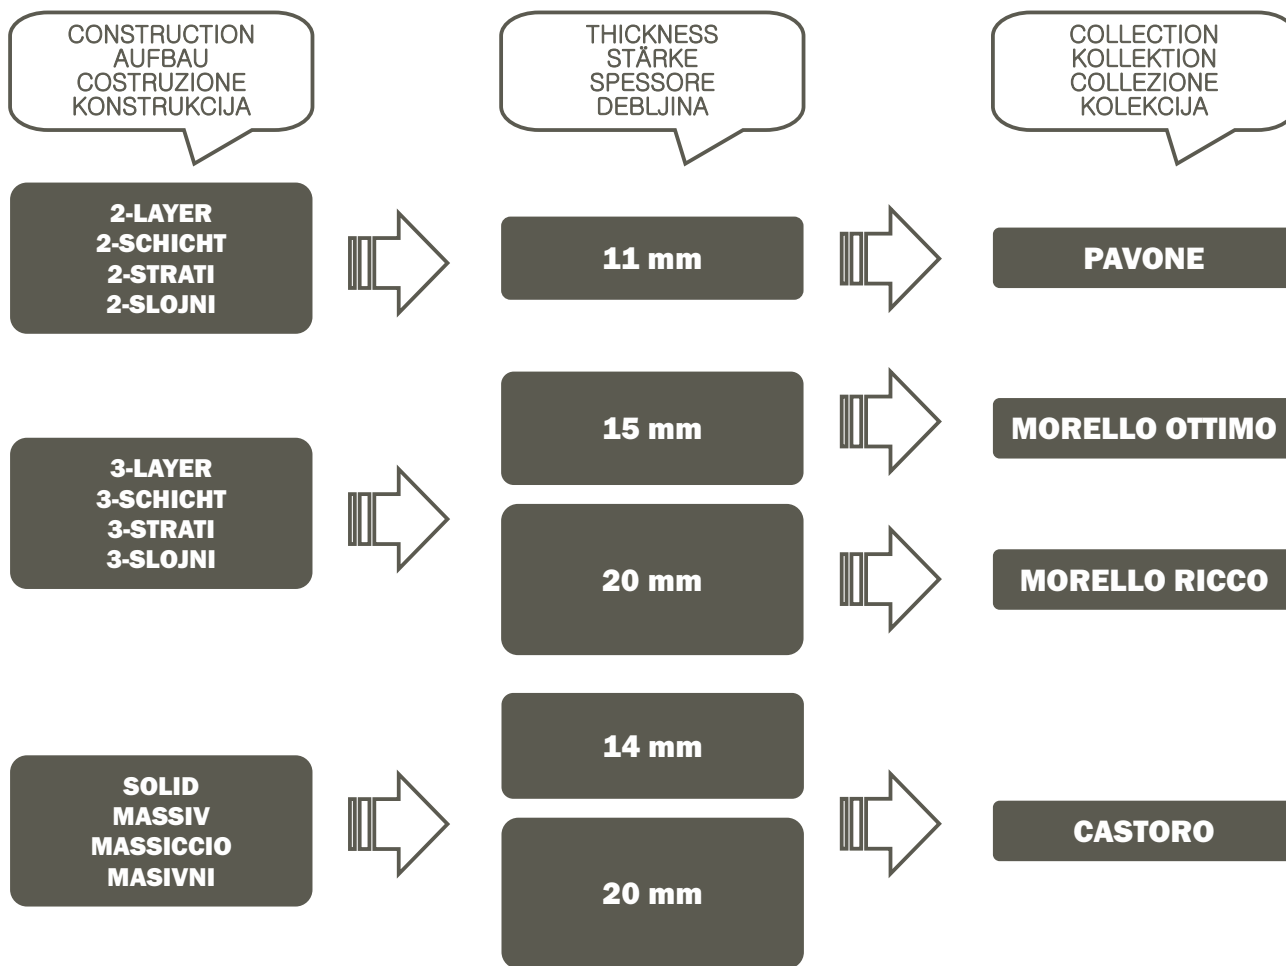 CONSTRUCTION
AUFBAU
COSTRUZIONE
KONSTRUKCIJA
THICKNESS
STÄRKE
SPESSORE
DEBLJINA
COLLECTION
KOLLEKTION
COLLEZIONE
KOLEKCIJA
2-LAYER
2-SCHICHT
2-STRATI
2-SLOJNI
11 mm
PAVONE
3-LAYER
3-SCHICHT
3-STRATI
3-SLOJNI
15 mm
MORELLO OTTIMO
20 mm
MORELLO RICCO
SOLID
MASSIV
MASSICCIO
MASIVNI
14 mm
20 mm
CASTORO